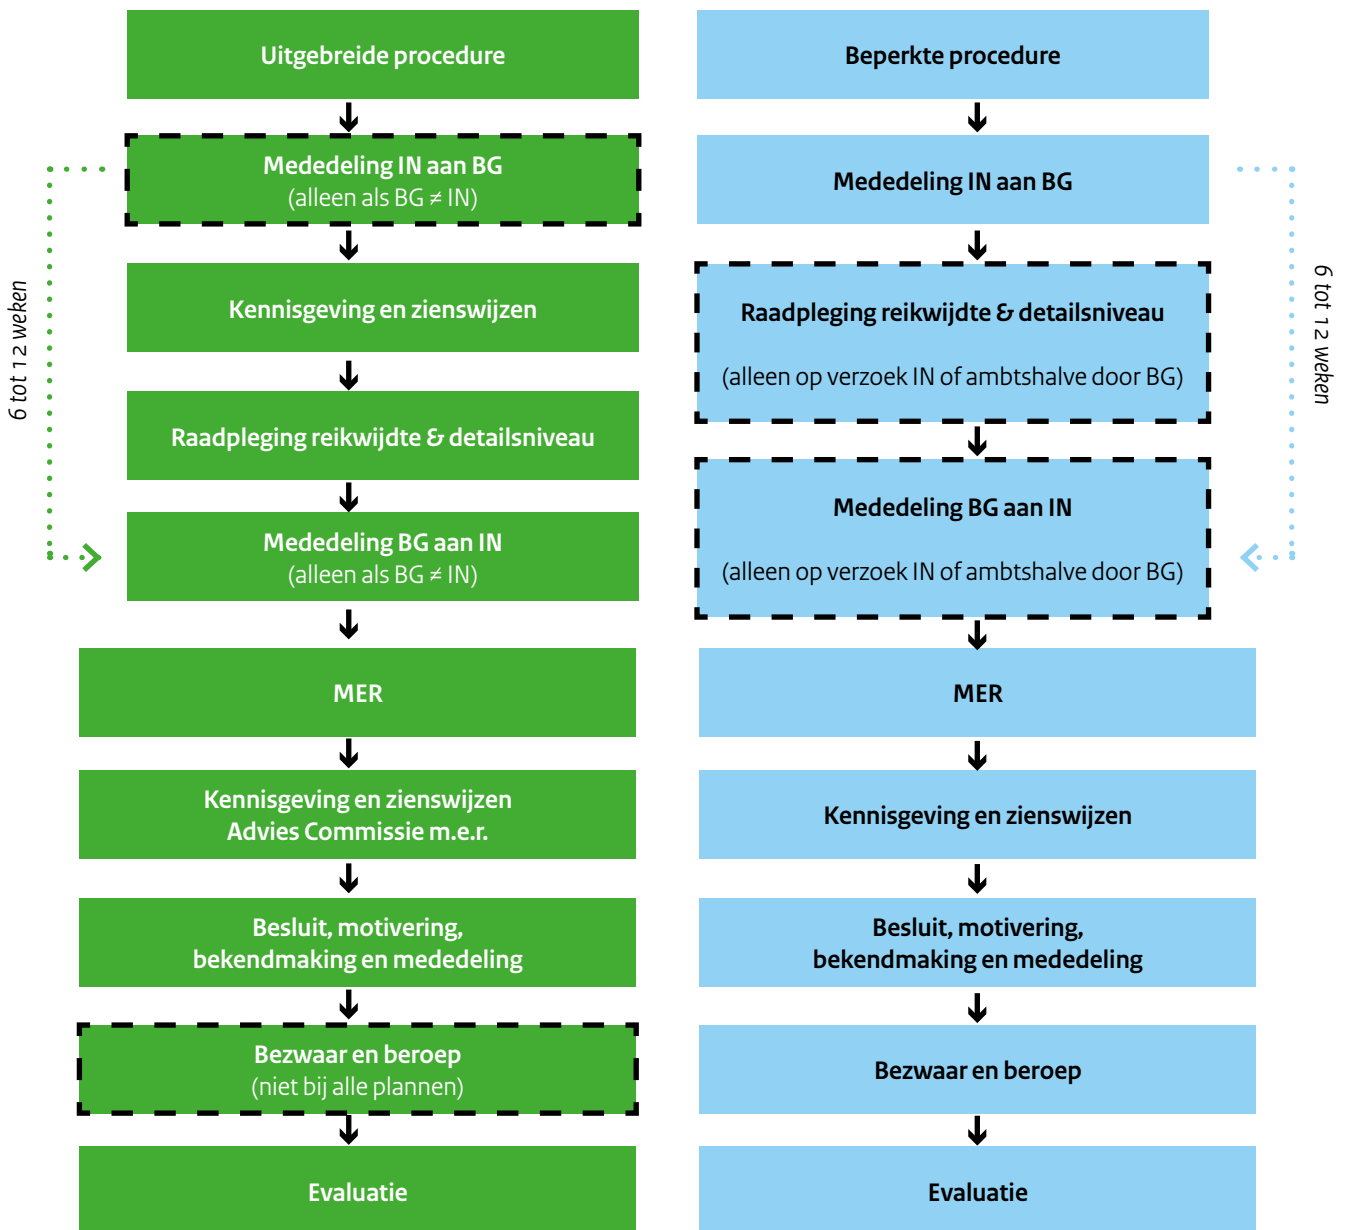 Uitgebreide procedure
Mededeling IN aan BG
(alleen als BG ≠ IN)
Kennisgeving en zienswijzen
Raadpleging reikwijdte & detailsniveau
Mededeling BG aan IN
(alleen als BG ≠ IN)
6 tot 12 weken
MER
Kennisgeving en zienswijzen
Advies Commissie m.e.r.
Besluit, motivering,
bekendmaking en mededeling
Bezwaar en beroep
(niet bij alle plannen)
Evaluatie
Beperkte procedure
Mededeling IN aan BG
Raadpleging reikwijdte & detailsniveau
(alleen op verzoek IN of ambtshalve door BG)
Mededeling BG aan IN
(alleen op verzoek IN of ambtshalve door BG)
6 tot 12 weken
MER
Kennisgeving en zienswijzen
Besluit, motivering,
bekendmaking en mededeling
Bezwaar en beroep
Evaluatie